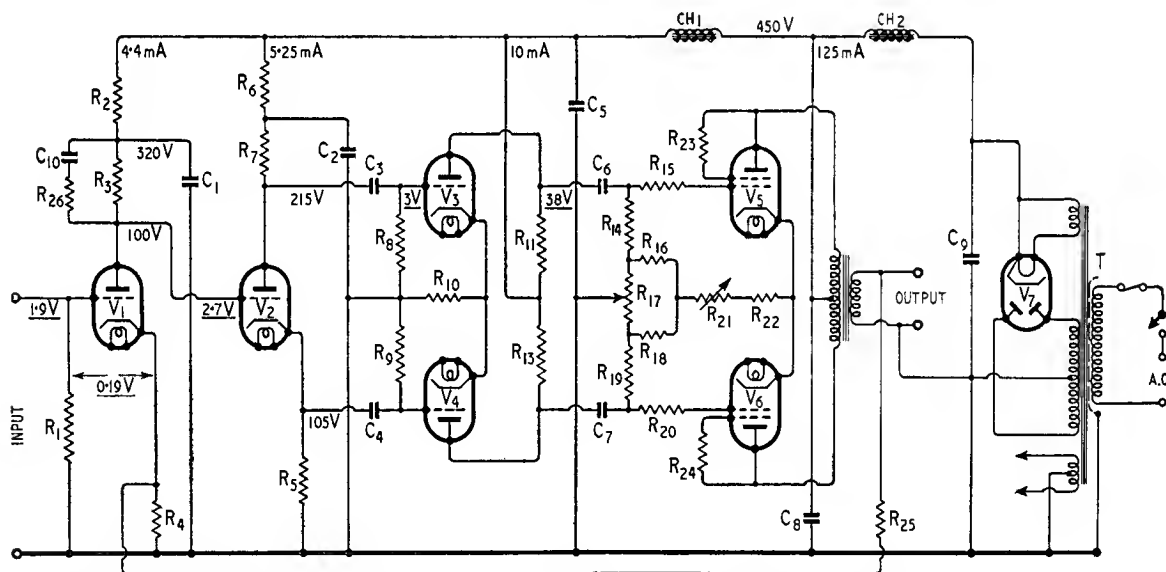 CH1 450V CH2
4·4mA 5·25mA 10mA 125mA
R2 R6
C5
C10 320V R7 C2 C3 C6 R15 R23
R26 R3 C1
215V 3V V3 38V V5
100V R8 R11 R14 R16 C9
R10 R17 R21 R22 OUTPUT V7 T
1·9V V1 2·7V V2
R9 R13 R18
0·19V R19 A.C
V4 V6
INPUT R1 105V C4 C7 R20
R5 R24
R4 C8 R25